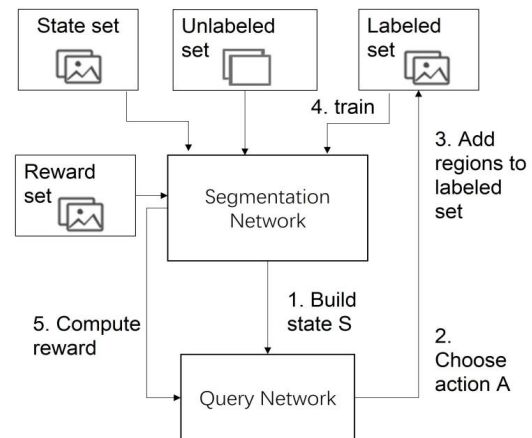 State set
Unlabeled
set
Labeled
set
4. train
3. Add
regions to
labeled
set
Reward
set
Segmentation
Network
1. Build
state S
5. Compute
reward
2.
Choose
action A
Query Network